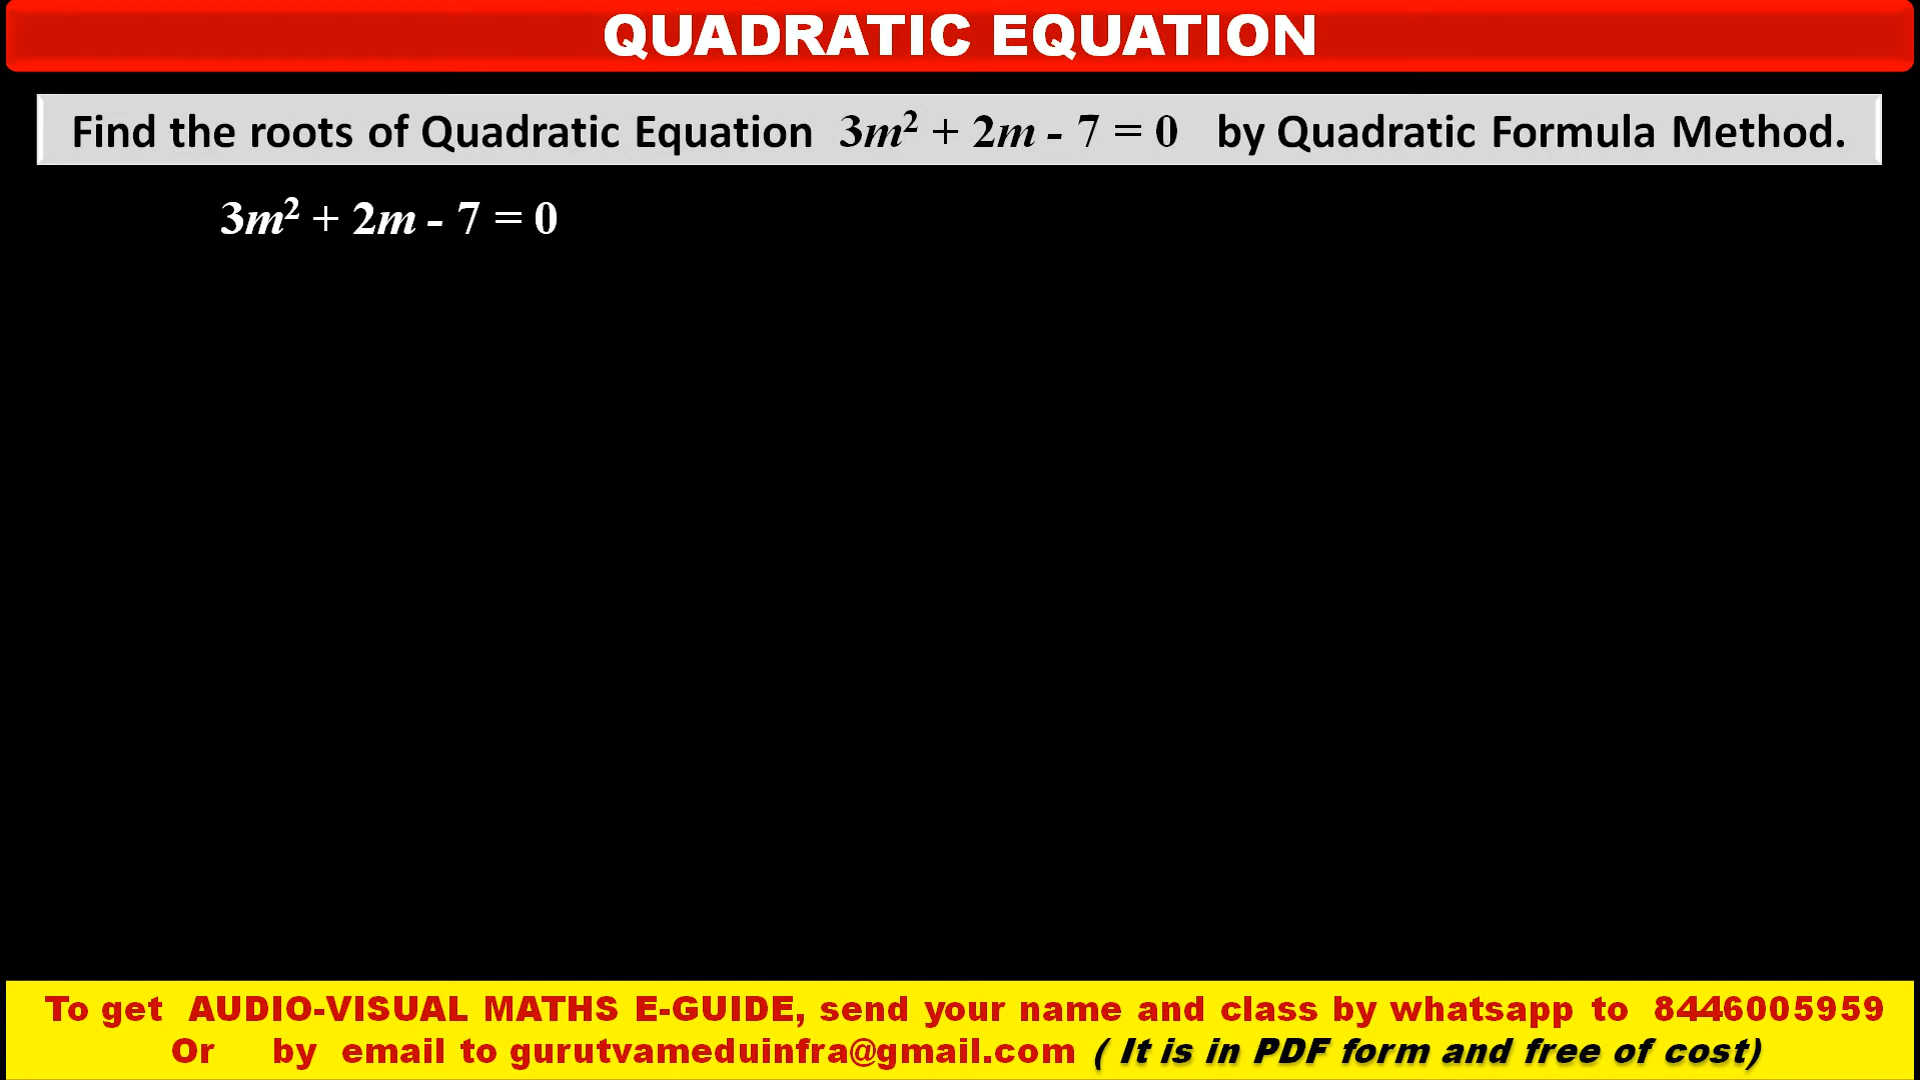 QUADRATIC EQUATION
Find the roots of Quadratic Equation 3m² + 2m - 7 = 0 by Quadratic Formula Method.
3m² + 2m - 7 = 0
To get AUDIO-VISUAL MATHS E-GUIDE, send your name and class by whatsapp to 8446005959
Or by email to gurutvameduinfra@gmail.com ( It is in PDF form and free of cost)